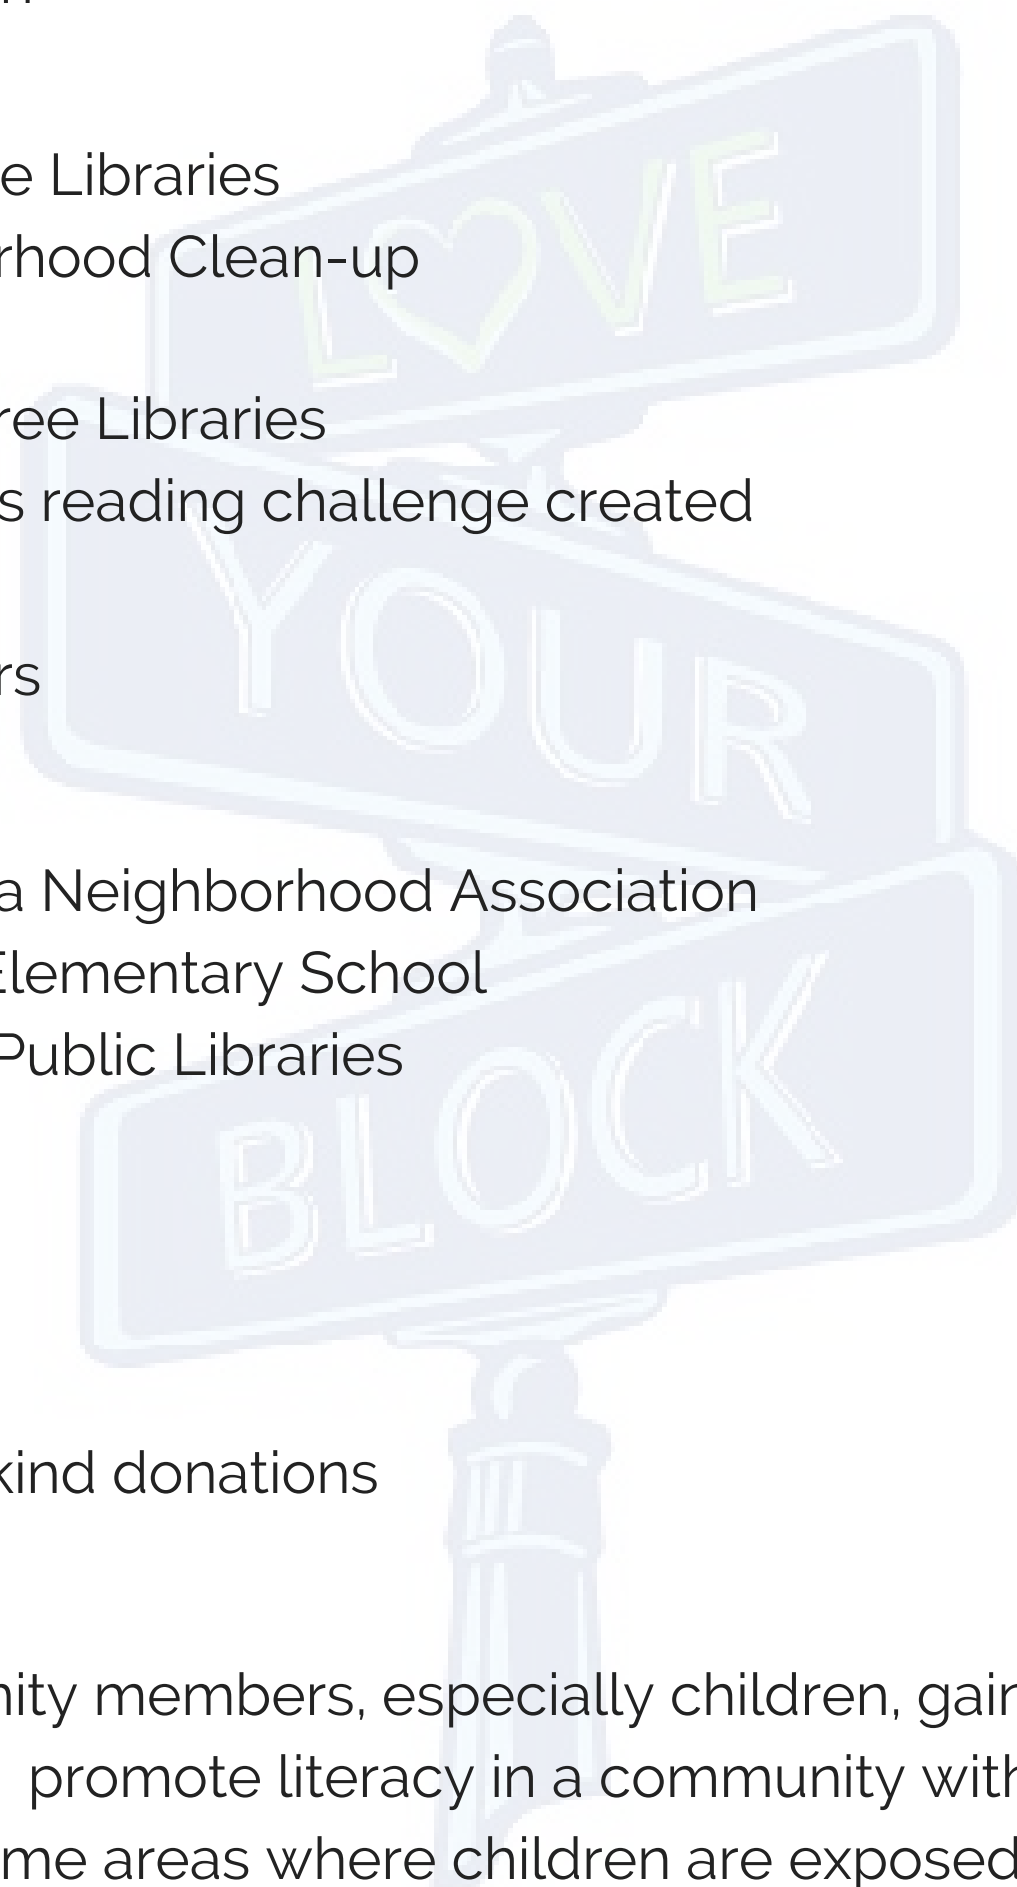 e Libraries
rhood Clean-up
LOVE
ree Libraries
s reading challenge created
YOUR
rs
a Neighborhood Association
Elementary School
Public Libraries
BLOCK
kind donations
nity members, especially children, gain
promote literacy in a community with
me areas where children are exposed